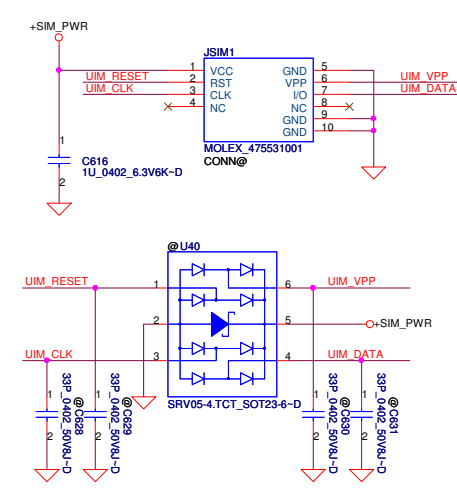 +SIM_PWR
JSIM1
UIM_RESET 1 VCC GND 5
2 RST VPP 6 UIM_VPP
UIM_CLK 3 CLK I/O 7 UIM_DATA
4 NC NC 8
GND 9
GND 10
MOLEX_475531001
CONN@
1
C616
1U_0402_6.3V6K~D
2
@U40
UIM_RESET 1 6 UIM_VPP
2 5 +SIM_PWR
UIM_CLK 3 4 UIM_DATA
SRV05-4.TCT_SOT23-6~D
1 2 @C628
33P_0402_50V8J~D
1 2 @C629
33P_0402_50V8J~D
1 2 @C630
33P_0402_50V8J~D
1 2 @C631
33P_0402_50V8J~D